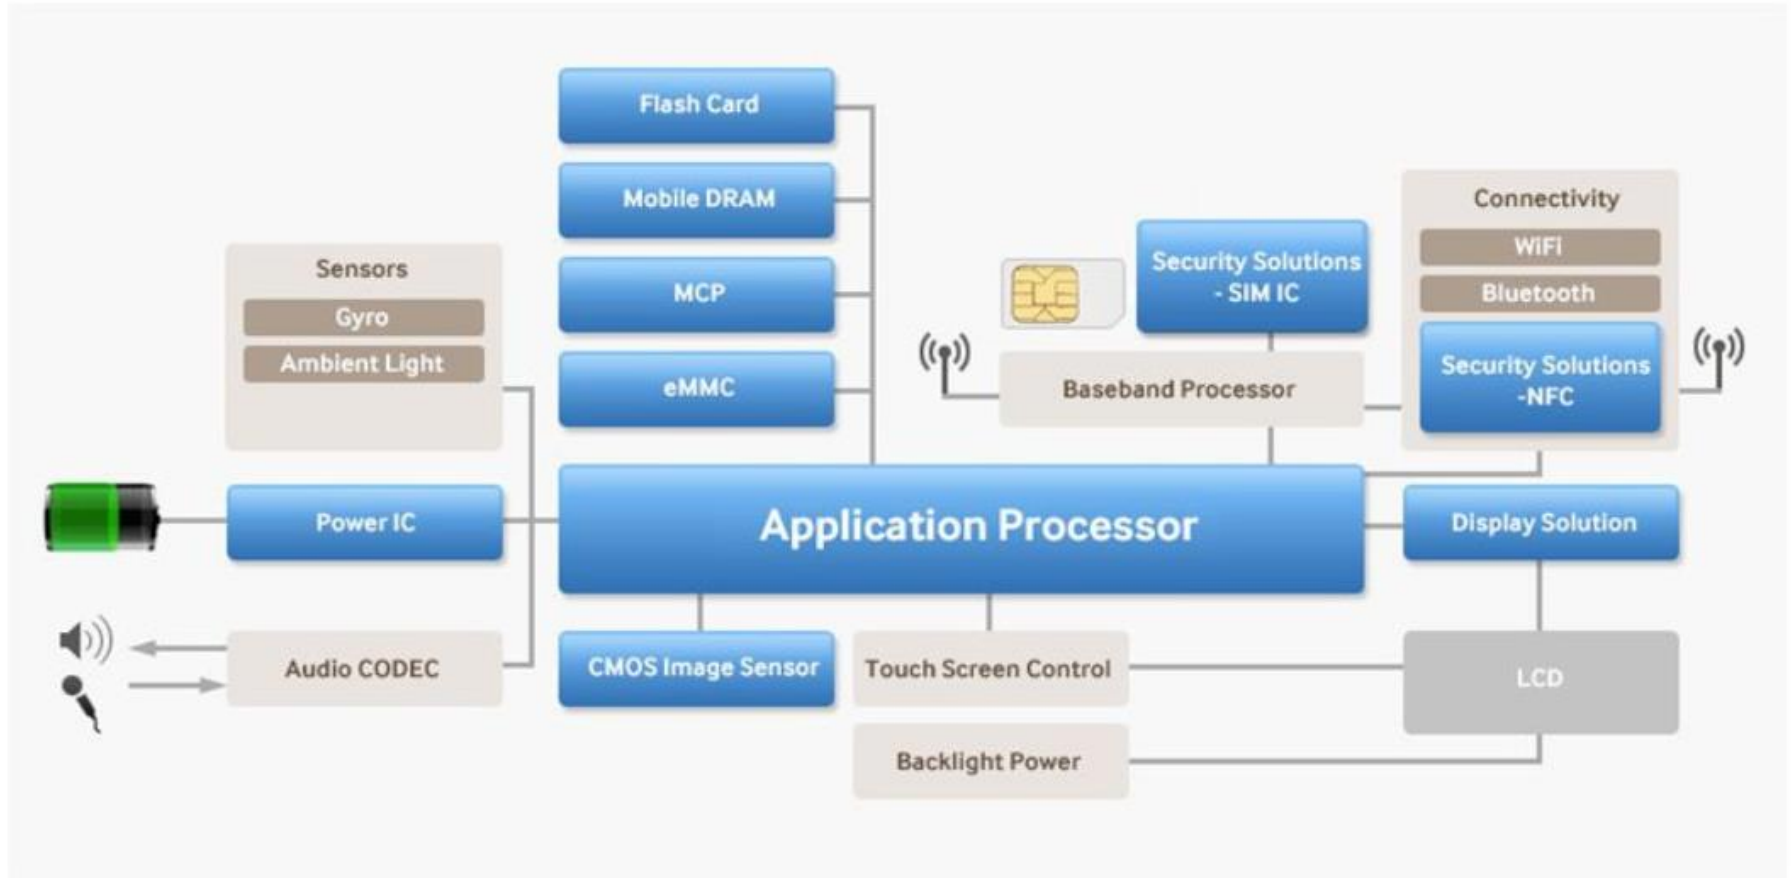 Flash Card
Mobile DRAM
MCP
eMMC
Sensors
Gyro
Ambient Light
Security Solutions
- SIM IC
Connectivity
WiFi
Bluetooth
Security Solutions
-NFC
Baseband Processor
Power IC
Application Processor
Display Solution
Audio CODEC
CMOS Image Sensor
Touch Screen Control
LCD
Backlight Power